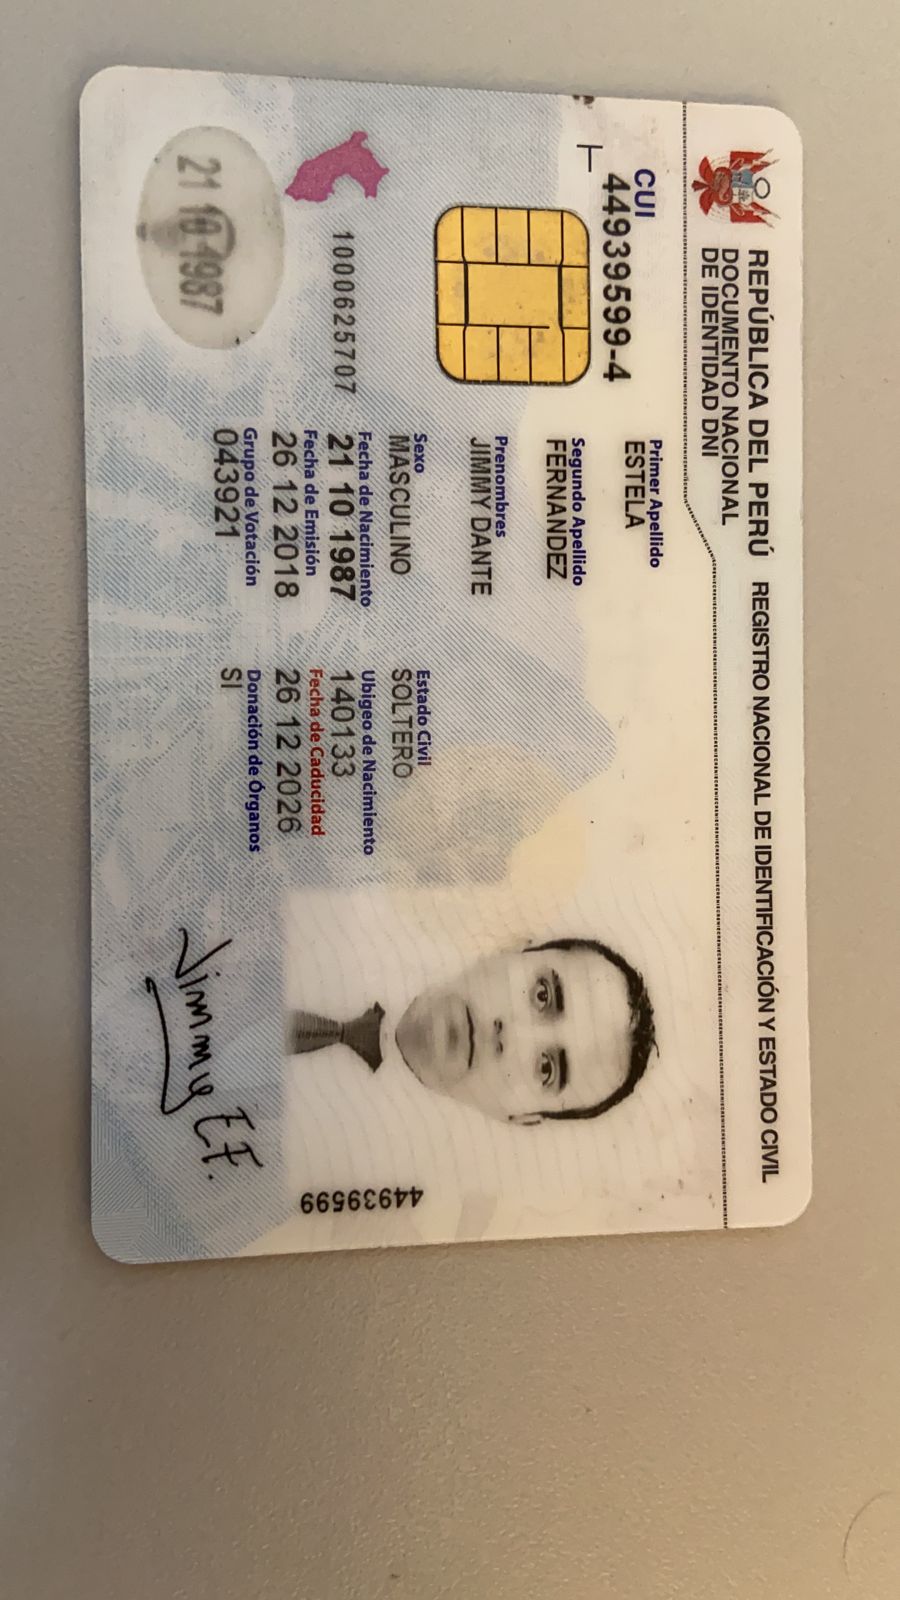 REPÚBLICA DEL PERÚ
REGISTRO NACIONAL DE IDENTIFICACIÓN Y ESTADO CIVIL
DOCUMENTO NACIONAL
DE IDENTIDAD DNI
CUI
44939599-4
Primer Apellido
ESTELA
Segundo Apellido
FERNANDEZ
Prenombres
JIMMY DANTE
Sexo
MASCULINO
Estado Civil
SOLTERO
Fecha de Nacimiento
21 10 1987
Ubigeo de Nacimiento
140133
Fecha de Emisión
26 12 2018
Fecha de Caducidad
26 12 2026
Grupo de Votación
043921
Donación de Órganos
SI
1000625707
21 10 1987
44939599
Jimmy E.F.